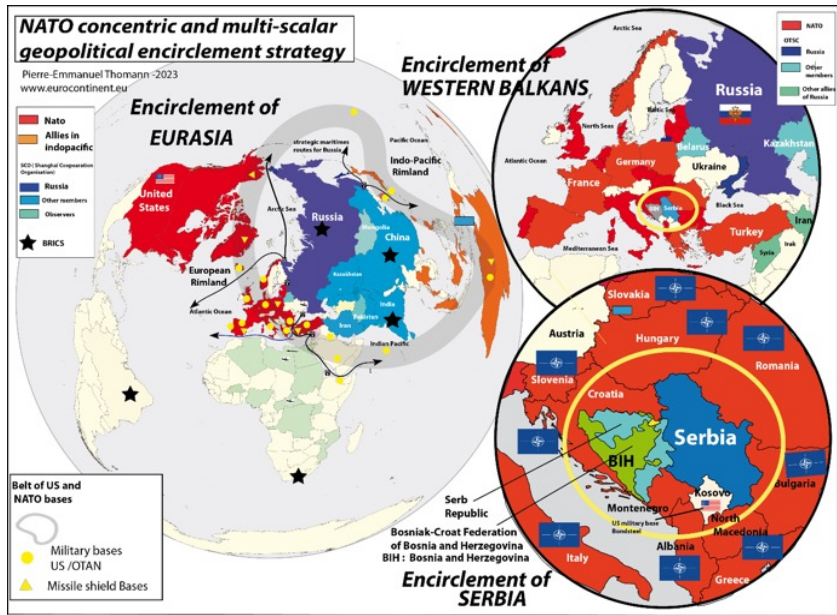 NATO concentric and multi-scalar
geopolitical encirclement strategy
Pierre-Emmanuel Thomann -2023
www.eurocontinent.eu
Encirclement of
EURASIA
Nato
Allies in
indopacific
SCO ( Shanghai Cooperation
Organisation)
Russia
Other members
Observers
BRICS
United
States
Arctic Sea
European
Rimland
Atlantic Ocean
strategic maritimes
routes for Russia
Pacific Ocean
Indo-Pacific
Rimland
Russia
Mongolia
China
Kazakhstan
India
Pakistan
Iran
Indian Pacific
Belt of US and
NATO bases
Military bases
US /OTAN
Missile shield Bases
Encirclement of
WESTERN BALKANS
NATO
OTSC
Russia
Other
members
Other allies
of Russia
Arctic Sea
Russia
Baltic Sea
North Seas
Atlantic Ocean
Belarus
Kazakhstan
Germany
Ukraine
France
BIH
Serbia
Black Sea
Mediterranean Sea
Turkey
Iran
Syria
Irak
Slovakia
Austria
Hungary
Romania
Slovenia
Croatia
Serbia
BIH
Serb
Republic
Montenegro
Kosovo
Bulgaria
US military base
Bondsteel
North
Macedonia
Bosniak-Croat Federation
of Bosnia and Herzegovina
BIH : Bosnia and Herzegovina
Italy
Albania
Greece
Encirclement of
SERBIA